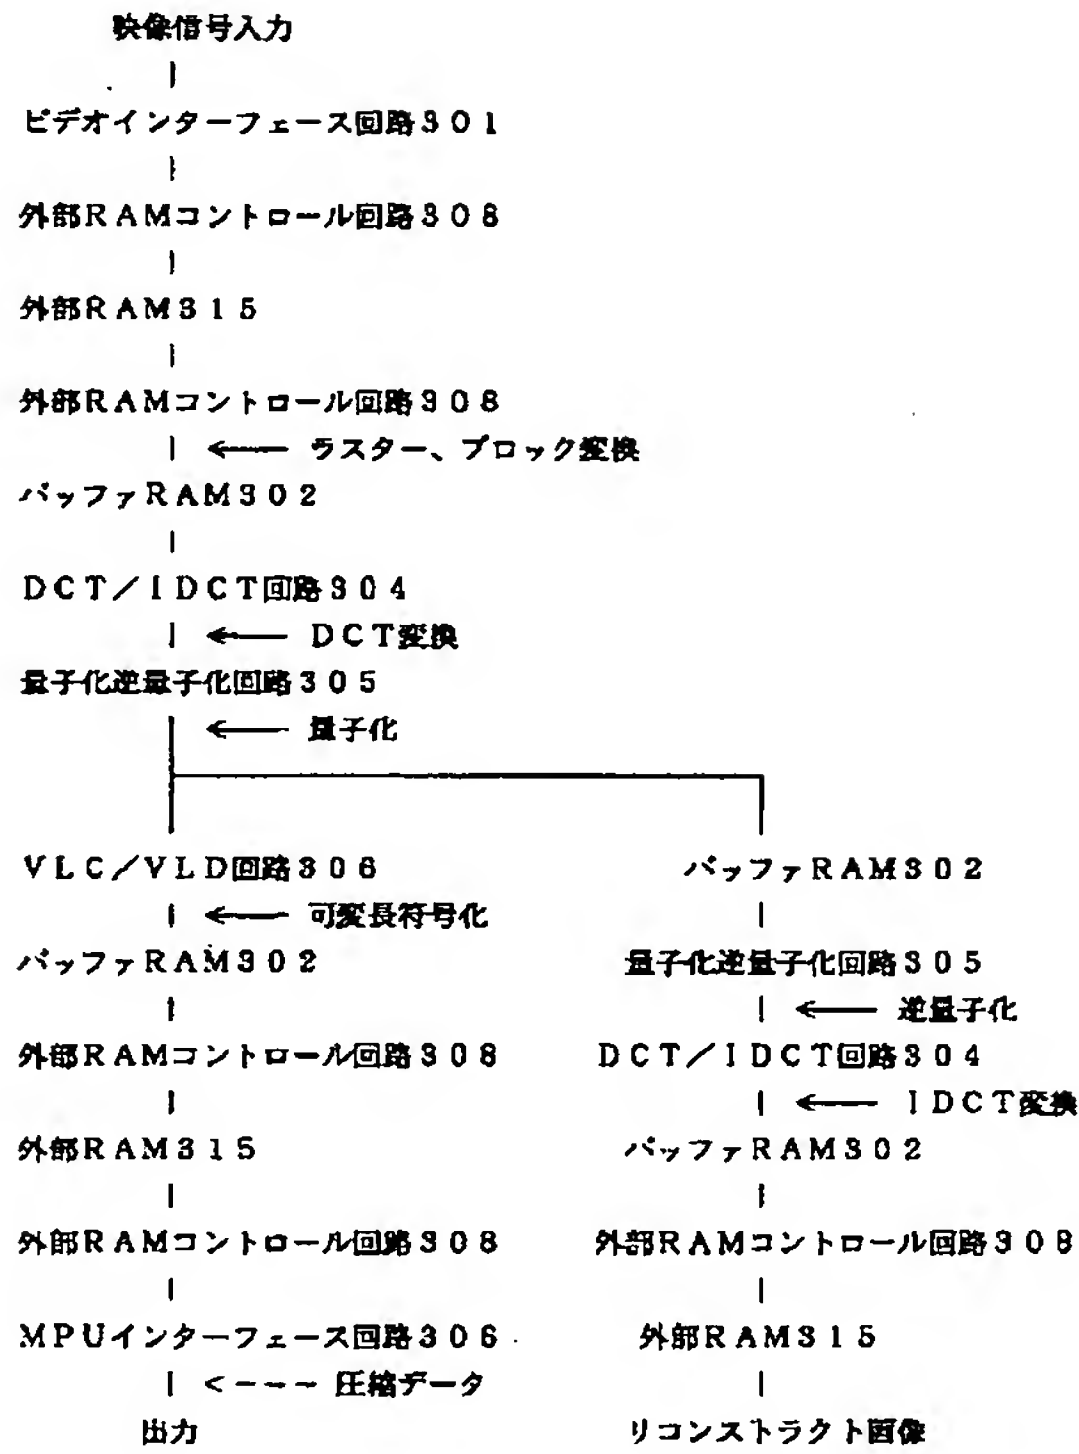 映像信号入力
ビデオインターフェース回路301
外部RAMコントロール回路308
外部RAM315
外部RAMコントロール回路308
← ラスター、ブロック変換
バッファRAM302
DCT/IDCT回路304
← DCT変換
量子化逆量子化回路305
← 量子化
VLC/VLD回路306 バッファRAM302
← 可変長符号化
バッファRAM302 量子化逆量子化回路305
← 逆量子化
外部RAMコントロール回路308 DCT/IDCT回路304
← IDCT変換
外部RAM315 バッファRAM302
外部RAMコントロール回路308 外部RAMコントロール回路308
MPUインターフェース回路306 外部RAM315
<--- 圧縮データ
出力 リコンストラクト画像